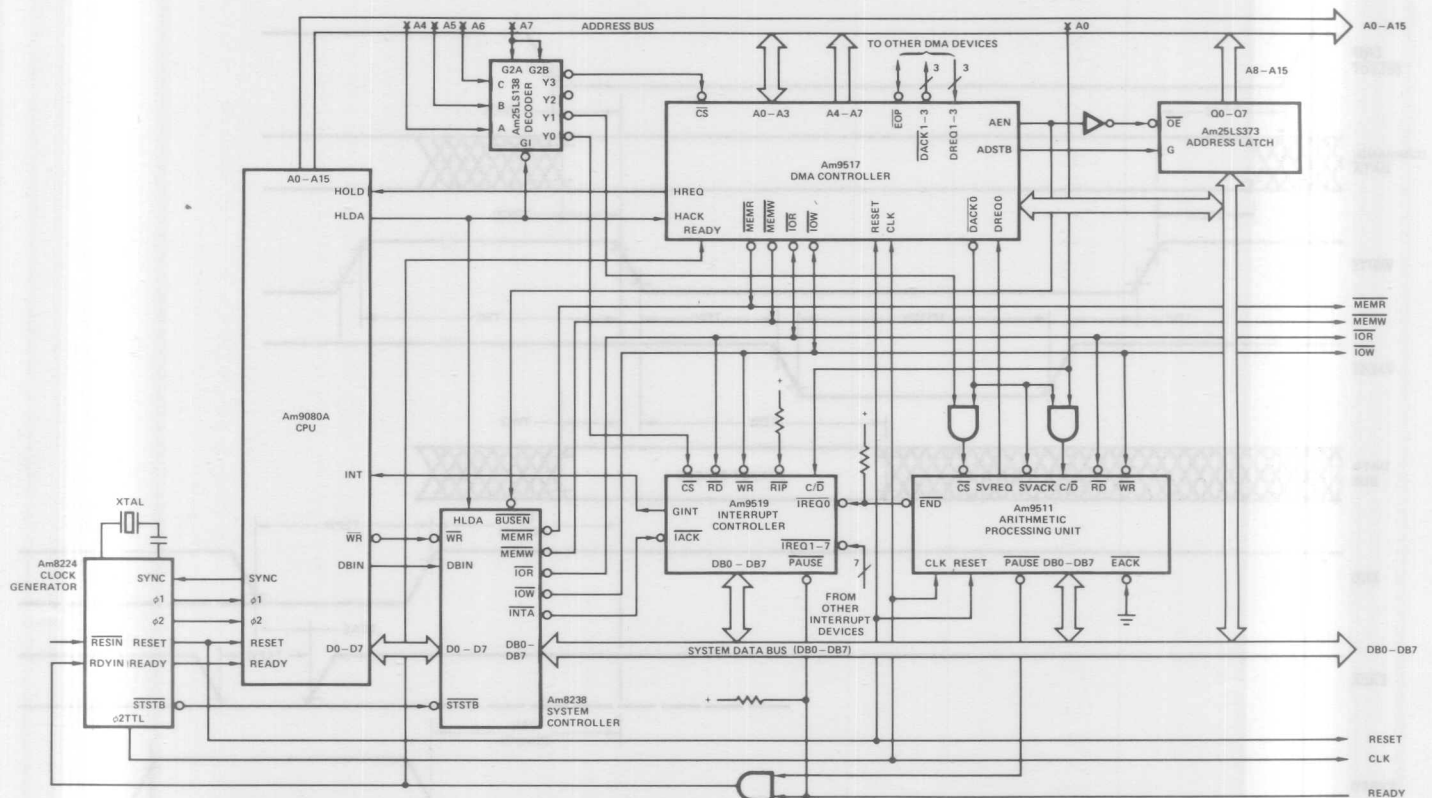 A4 A5 A6 A7 ADDRESS BUS A0 A0–A15
TO OTHER DMA DEVICES
3 3
A8–A15
G2A G2B
C
B
A
Y3
Y2
Y1
Y0
GI
Am25LS138
DECODER
CS A0–A3 A4–A7 EOP DACK1–3 DREQ1–3
AEN
ADSTB
Am9517
DMA CONTROLLER
HREQ
HACK
READY
MEMR MEMW IOR IOW RESET CLK DACK0 DREQ0
Q0–Q7
OE
G
Am25LS373
ADDRESS LATCH
A0–A15
HOLD
HLDA
Am9080A
CPU
INT
WR
DBIN
SYNC
φ1
φ2
RESET
READY
D0–D7
MEMR
MEMW
IOR
IOW
+
+
XTAL
Am8224
CLOCK
GENERATOR
SYNC
φ1
φ2
RESIN RESET
RDYIN READY
STSTB
φ2TTL
HLDA BUSEN
WR
DBIN
MEMR
MEMW
IOR
IOW
INTA
D0–D7
DB0–
DB7
STSTB
Am8238
SYSTEM
CONTROLLER
CS RD WR RIP C/D
Am9519
INTERRUPT
CONTROLLER
GINT
IACK
IREQ0
IREQ1–7
PAUSE
DB0–DB7
7
FROM
OTHER
INTERRUPT
DEVICES
CS SVREQ SVACK C/D RD WR
END
Am9511
ARITHMETIC
PROCESSING UNIT
CLK RESET PAUSE DB0–DB7 EACK
SYSTEM DATA BUS (DB0–DB7)
DB0–DB7
+
RESET
CLK
READY